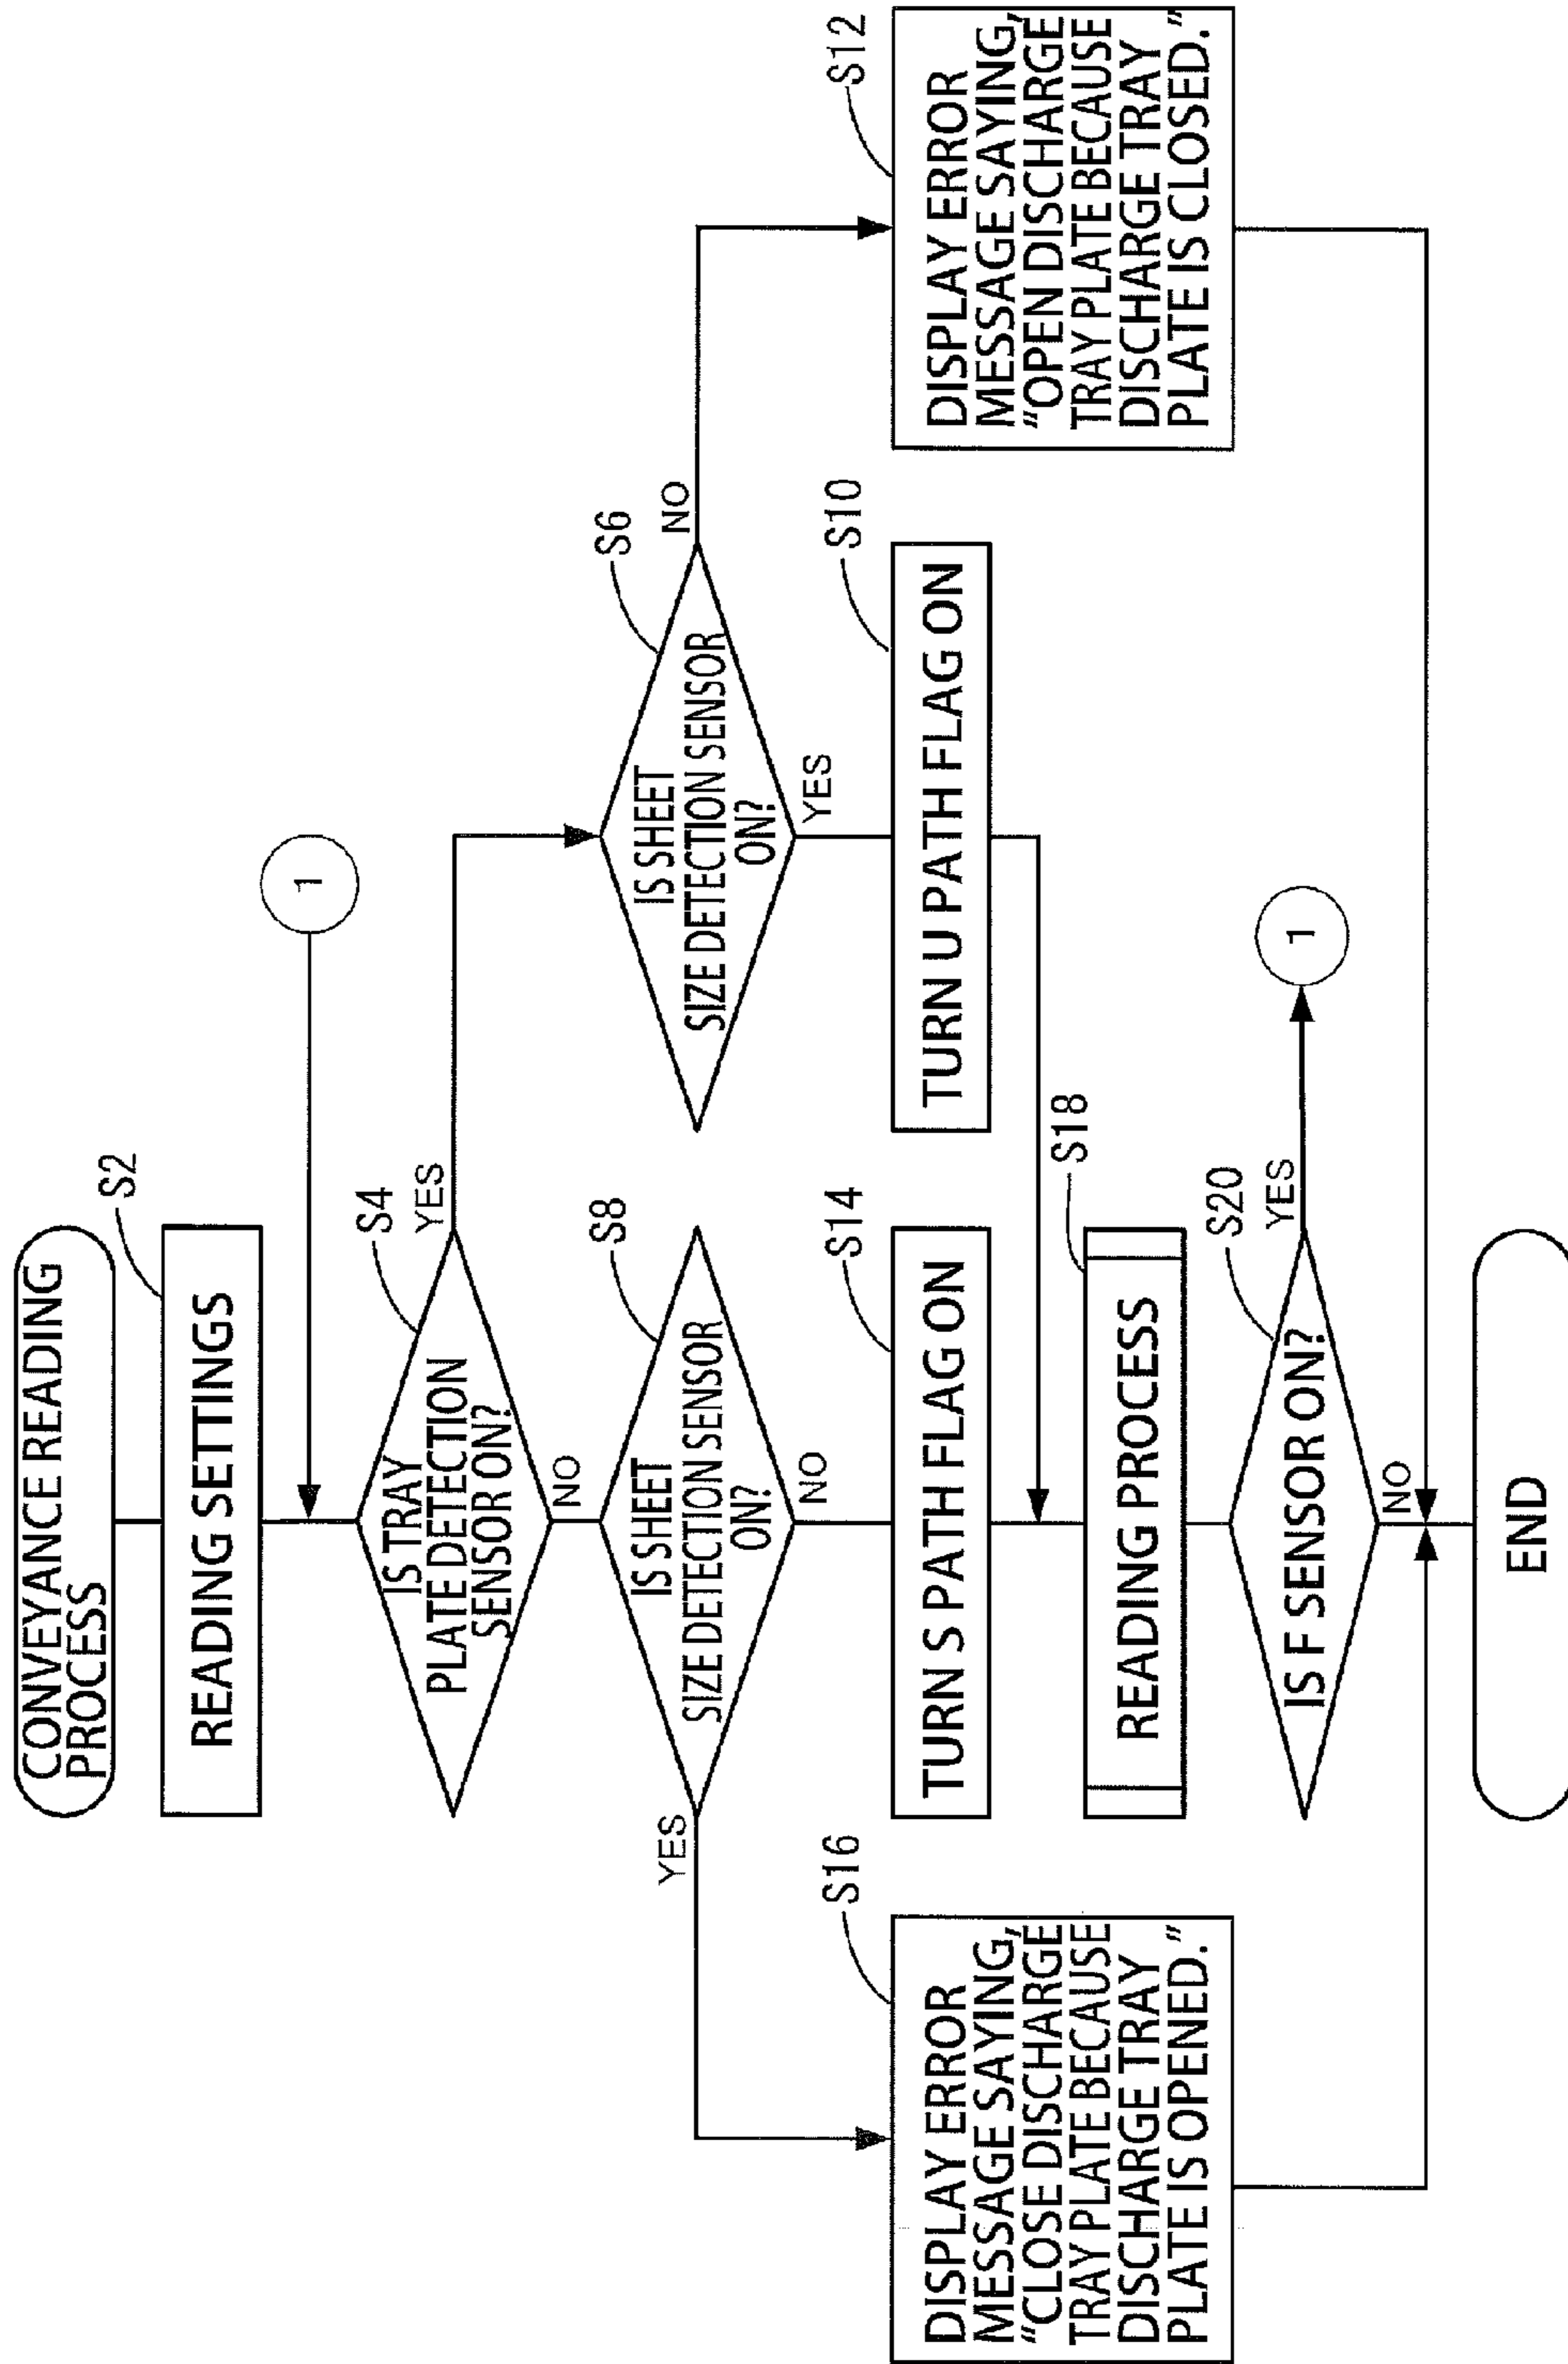 CONVEYANCE READING
PROCESS
S2
READING SETTINGS
1
S4
IS TRAY
PLATE DETECTION
SENSOR ON?
YES
NO
S8
IS SHEET
SIZE DETECTION SENSOR
ON?
YES
NO
S6
IS SHEET
SIZE DETECTION SENSOR
ON?
NO
YES
S16
DISPLAY ERROR
MESSAGE SAYING,
"CLOSE DISCHARGE
TRAY PLATE BECAUSE
DISCHARGE TRAY
PLATE IS OPENED."
S14
TURN S PATH FLAG ON
S10
TURN U PATH FLAG ON
S12
DISPLAY ERROR
MESSAGE SAYING,
"OPEN DISCHARGE
TRAY PLATE BECAUSE
DISCHARGE TRAY
PLATE IS CLOSED."
S18
READING PROCESS
S20
IS F SENSOR ON?
YES
1
NO
END